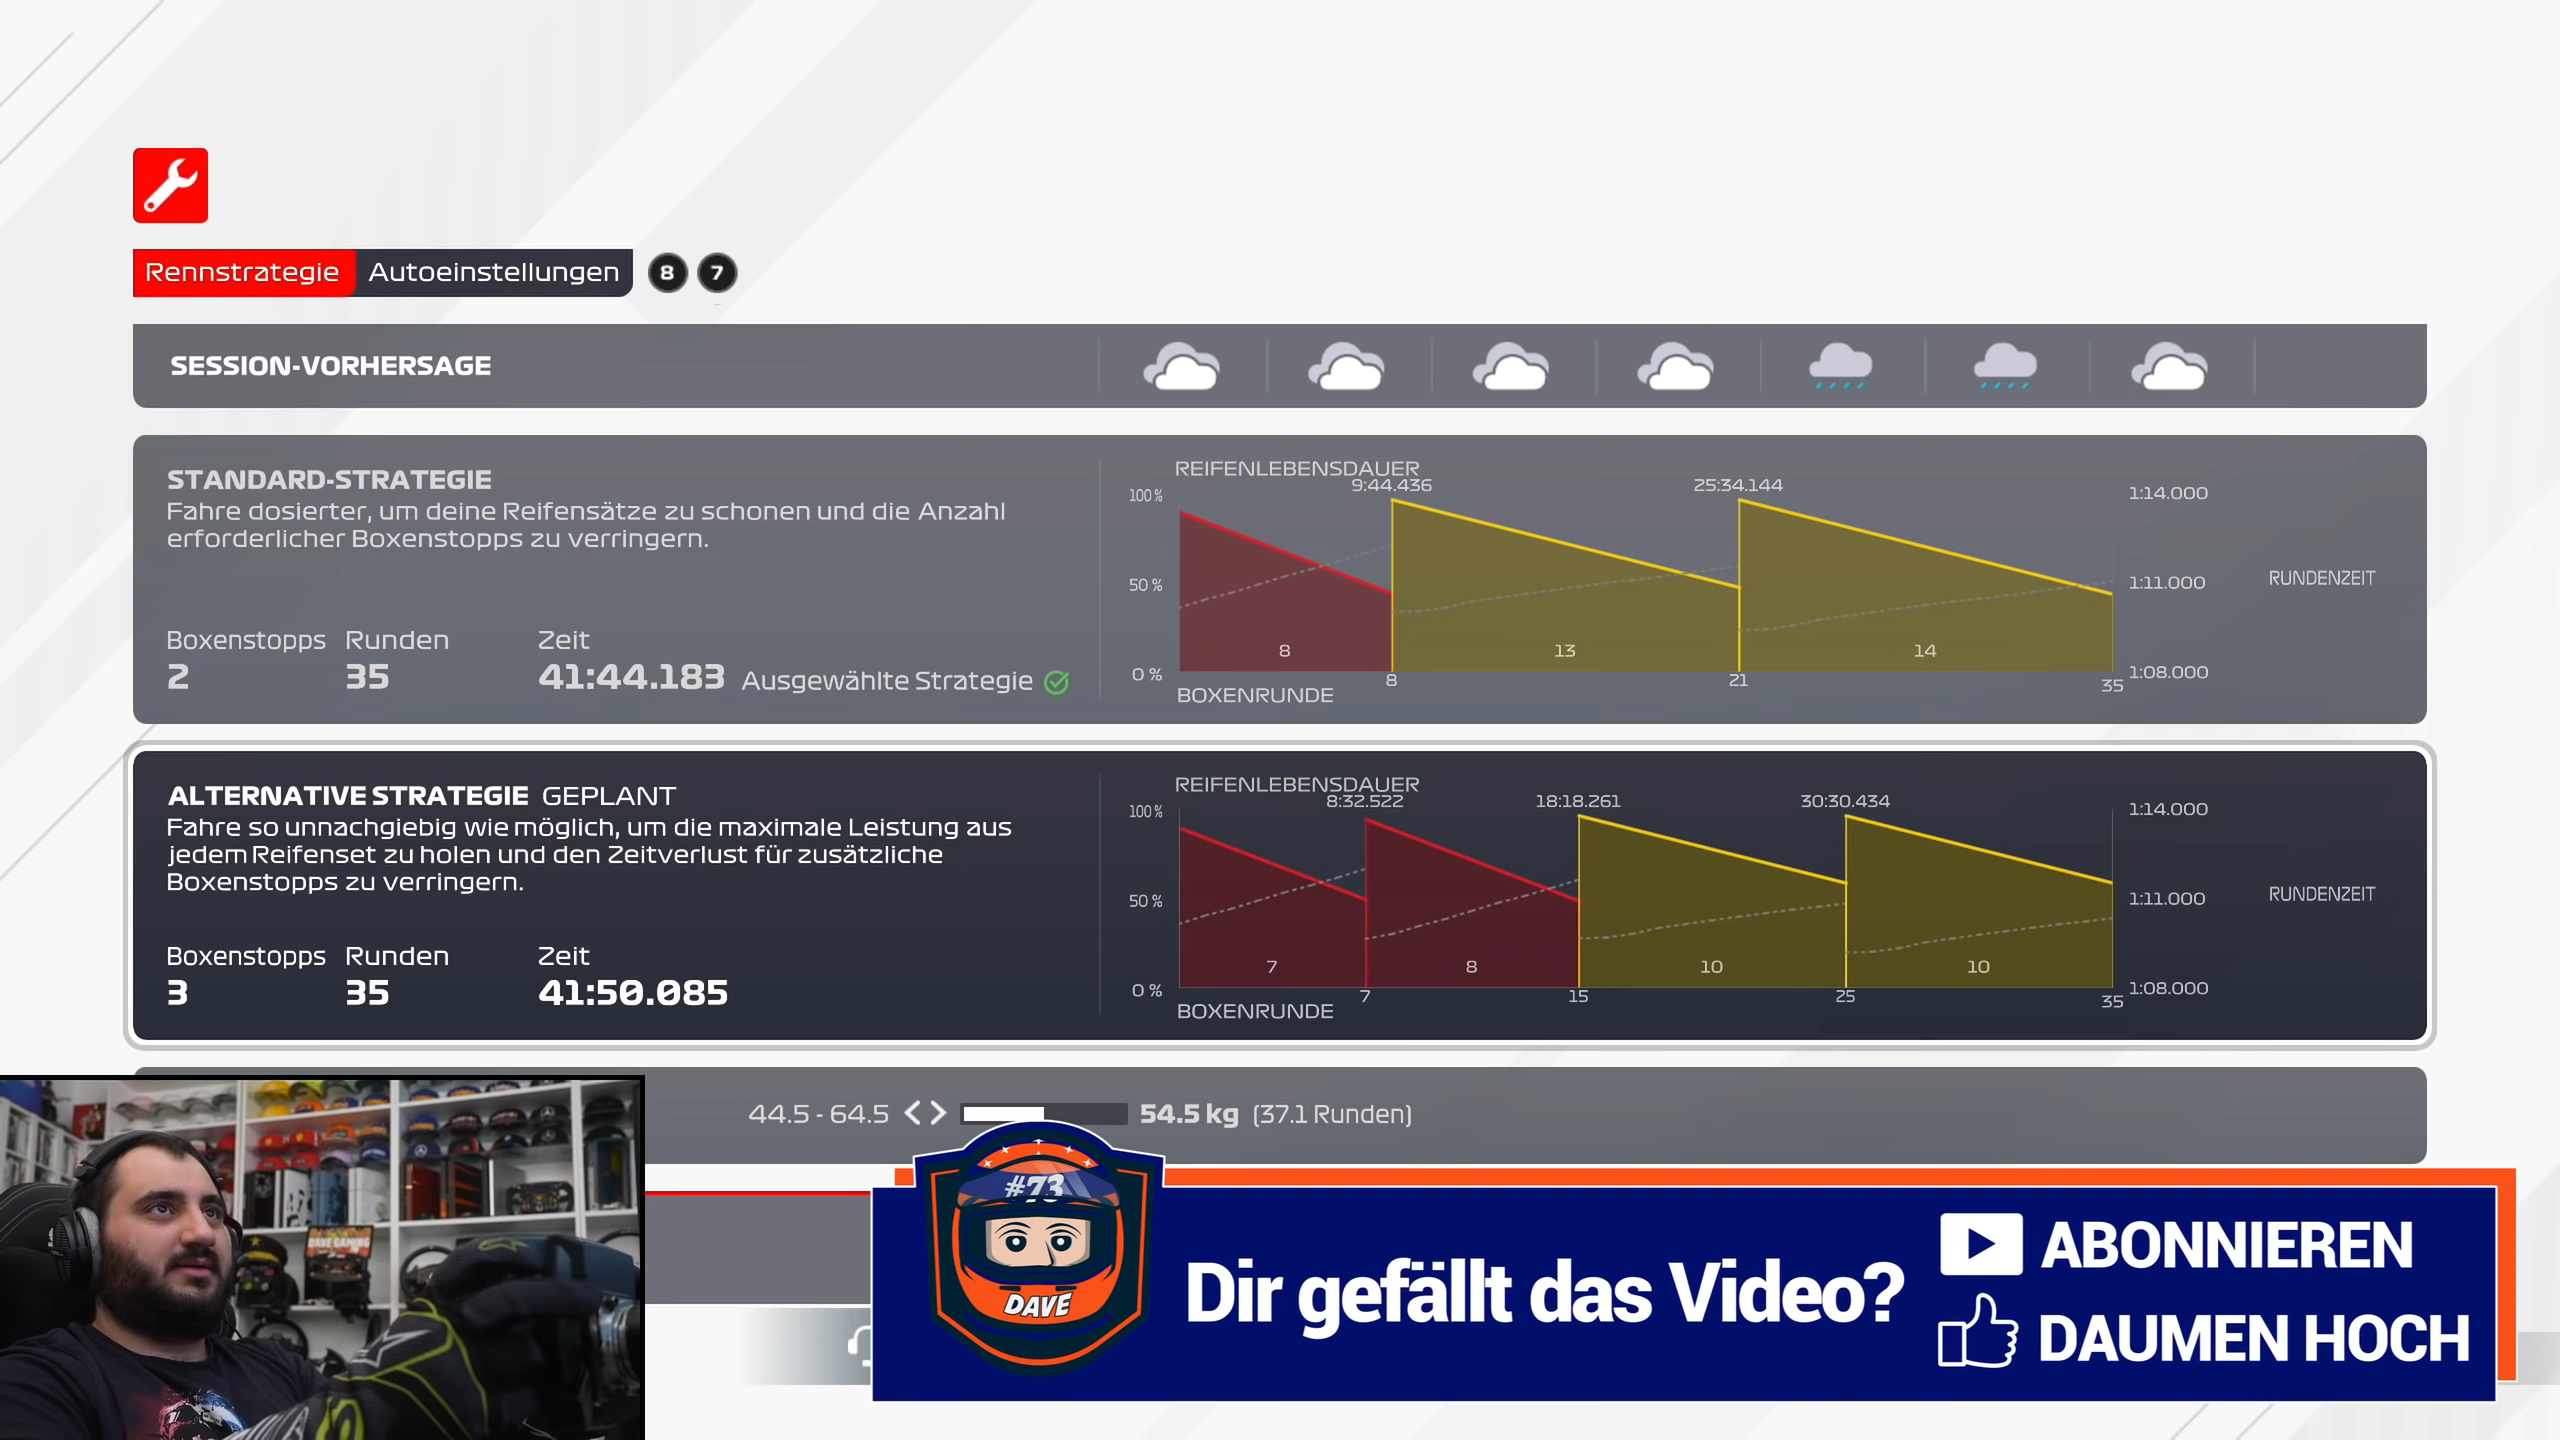 Rennstrategie Autoeinstellungen 8 7
SESSION-VORHERSAGE
STANDARD-STRATEGIE
Fahre dosierter, um deine Reifensätze zu schonen und die Anzahl
erforderlicher Boxenstopps zu verringern.
Boxenstopps Runden Zeit
2 35 41:44.183 Ausgewählte Strategie
REIFENLEBENSDAUER
9:44.436 25:34.144
100 % 1:14.000
50 % 1:11.000 RUNDENZEIT
8 13 14
0 % 8 21 35 1:08.000
BOXENRUNDE
ALTERNATIVE STRATEGIE GEPLANT
Fahre so unnachgiebig wie möglich, um die maximale Leistung aus
jedem Reifenset zu holen und den Zeitverlust für zusätzliche
Boxenstopps zu verringern.
Boxenstopps Runden Zeit
3 35 41:50.085
REIFENLEBENSDAUER
8:32.522 18:18.261 30:30.434
100 % 1:14.000
50 % 1:11.000 RUNDENZEIT
7 8 10 10
0 % 7 15 25 35 1:08.000
BOXENRUNDE
44.5 - 64.5 54.5 kg (37.1 Runden)
#73
DAVE
Dir gefällt das Video?
ABONNIEREN
DAUMEN HOCH
DAVE GAMING